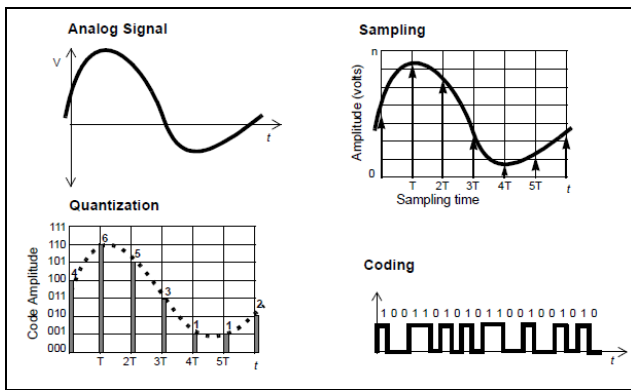 Analog Signal
V
t
Sampling
n
Amplitude (volts)
0
T 2T 3T 4T 5T t
Sampling time
Quantization
Code Amplitude
111
110
101
100
011
010
001
000
4
6
5
3
1
1
2
T 2T 3T 4T 5T t
Coding
1 0 0 1 1 0 1 0 1 0 1 1 0 0 1 0 0 1 0 1 0
t